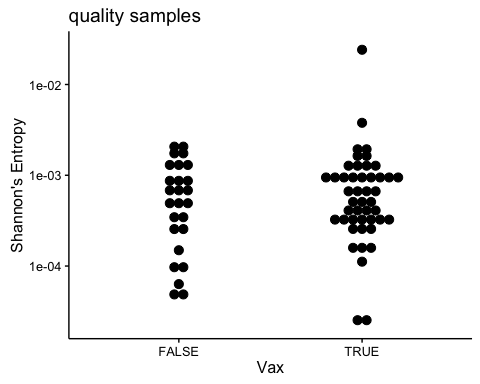 quality samples
Shannon's Entropy
1e-02
1e-03
1e-04
FALSE
TRUE
Vax